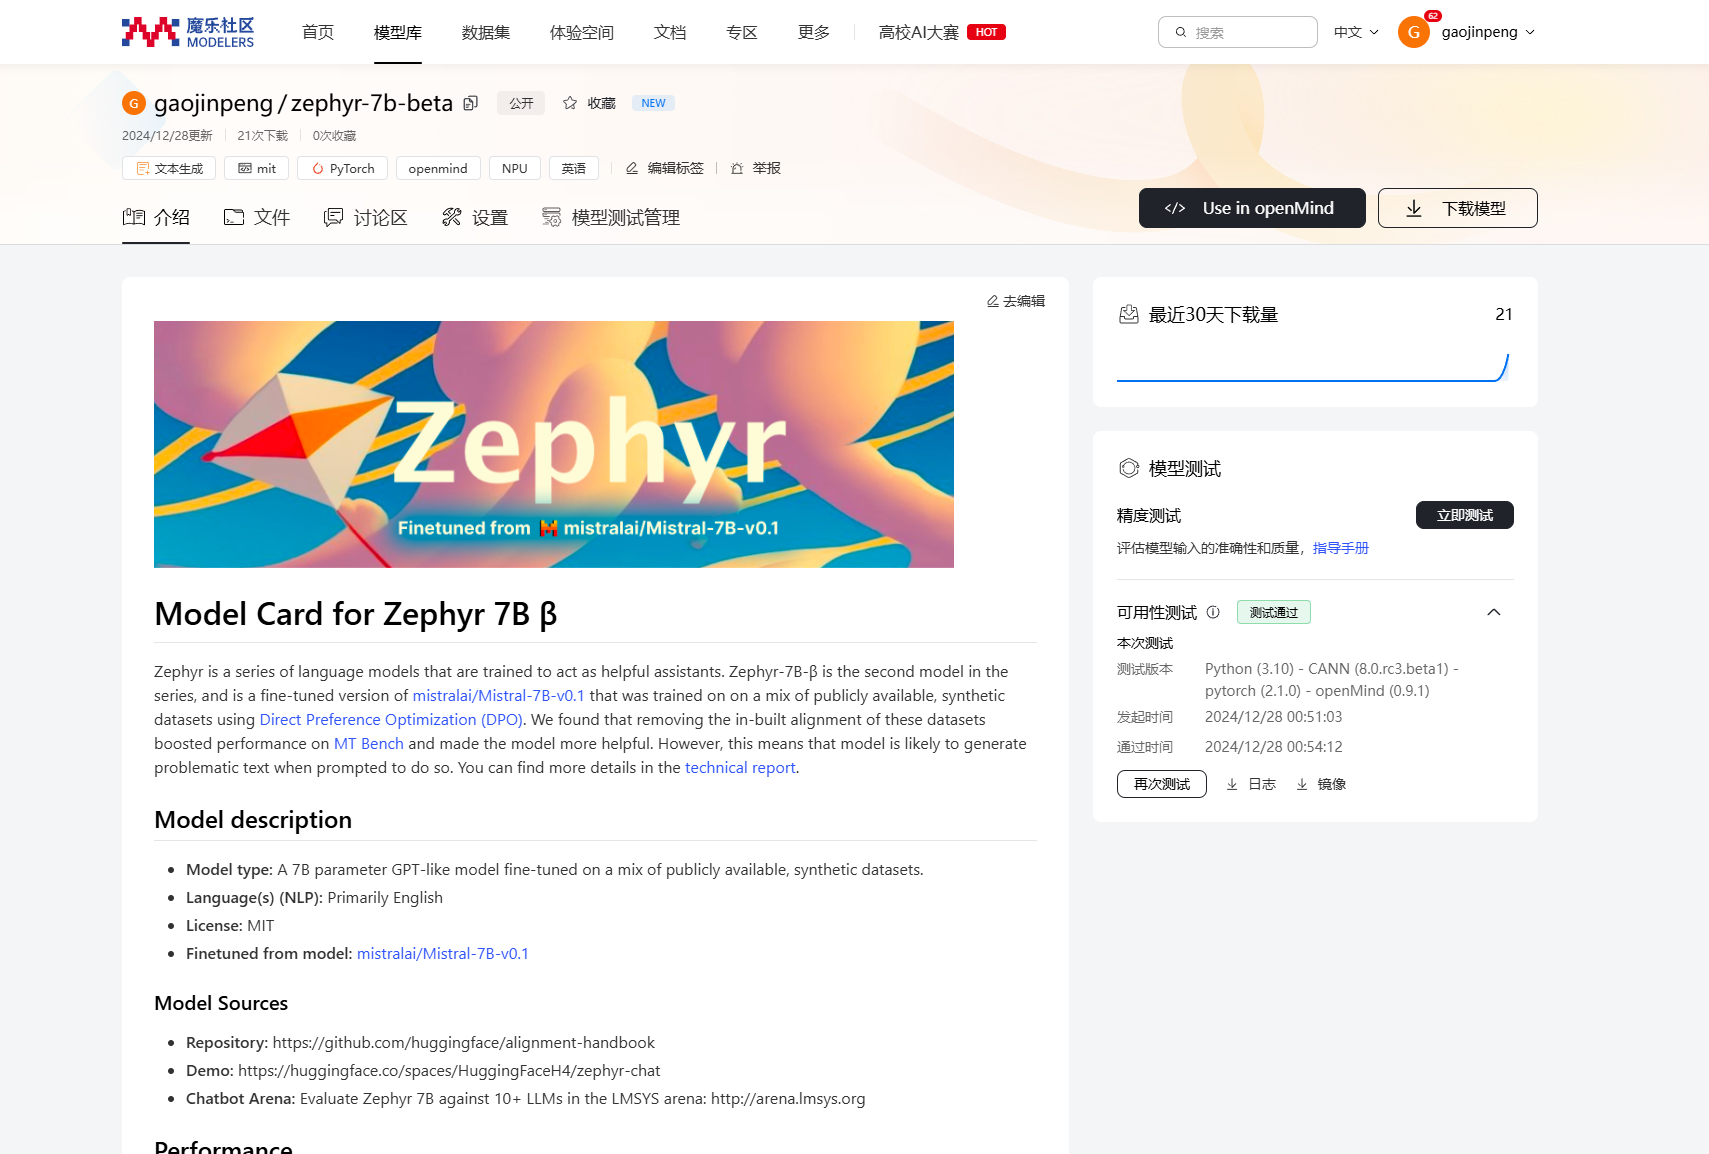 魔乐社区
MODELERS
首页
模型库
数据集
体验空间
文档
专区
更多
高校AI大赛
HOT
搜索
中文
G
62
gaojinpeng
G
gaojinpeng / zephyr-7b-beta
公开
收藏
NEW
2024/12/28更新
21次下载
0次收藏
文本生成
mit
PyTorch
openmind
NPU
英语
编辑标签
举报
介绍
文件
讨论区
设置
模型测试管理
</> Use in openMind
下载模型
去编辑
Zephyr
Finetuned from mistralai/Mistral-7B-v0.1
Model Card for Zephyr 7B β
Zephyr is a series of language models that are trained to act as helpful assistants. Zephyr-7B-β is the second model in the
series, and is a fine-tuned version of mistralai/Mistral-7B-v0.1 that was trained on on a mix of publicly available, synthetic
datasets using Direct Preference Optimization (DPO). We found that removing the in-built alignment of these datasets
boosted performance on MT Bench and made the model more helpful. However, this means that model is likely to generate
problematic text when prompted to do so. You can find more details in the technical report.
Model description
Model type: A 7B parameter GPT-like model fine-tuned on a mix of publicly available, synthetic datasets.
Language(s) (NLP): Primarily English
License: MIT
Finetuned from model: mistralai/Mistral-7B-v0.1
Model Sources
Repository: https://github.com/huggingface/alignment-handbook
Demo: https://huggingface.co/spaces/HuggingFaceH4/zephyr-chat
Chatbot Arena: Evaluate Zephyr 7B against 10+ LLMs in the LMSYS arena: http://arena.lmsys.org
Performance
最近30天下载量
21
模型测试
精度测试
立即测试
评估模型输入的准确性和质量，指导手册
可用性测试
测试通过
本次测试
测试版本
Python (3.10) - CANN (8.0.rc3.beta1) -
pytorch (2.1.0) - openMind (0.9.1)
发起时间
2024/12/28 00:51:03
通过时间
2024/12/28 00:54:12
再次测试
日志
镜像